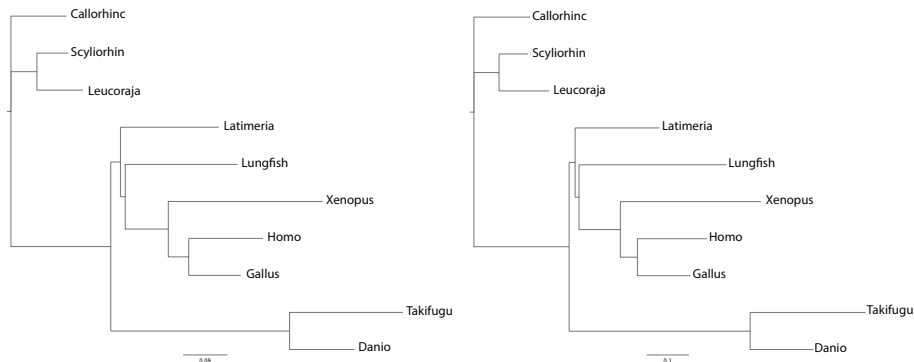 Callorhinc
Scyliorhin
Leucoraja
Latimeria
Lungfish
Xenopus
Homo
Gallus
Takifugu
Danio
0.09
Callorhinc
Scyliorhin
Leucoraja
Latimeria
Lungfish
Xenopus
Homo
Gallus
Takifugu
Danio
0.1